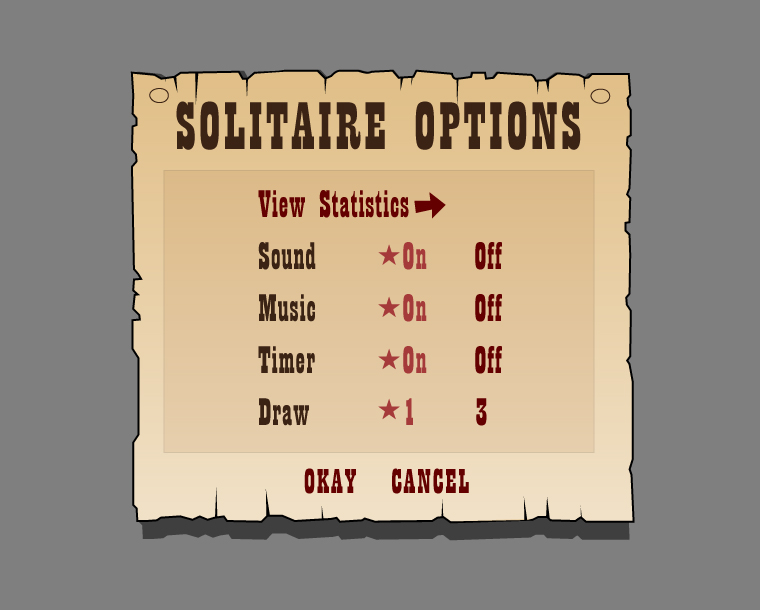 SOLITAIRE OPTIONS
View Statistics
Sound ★On Off
Music ★On Off
Timer ★On Off
Draw ★1 3
OKAY CANCEL